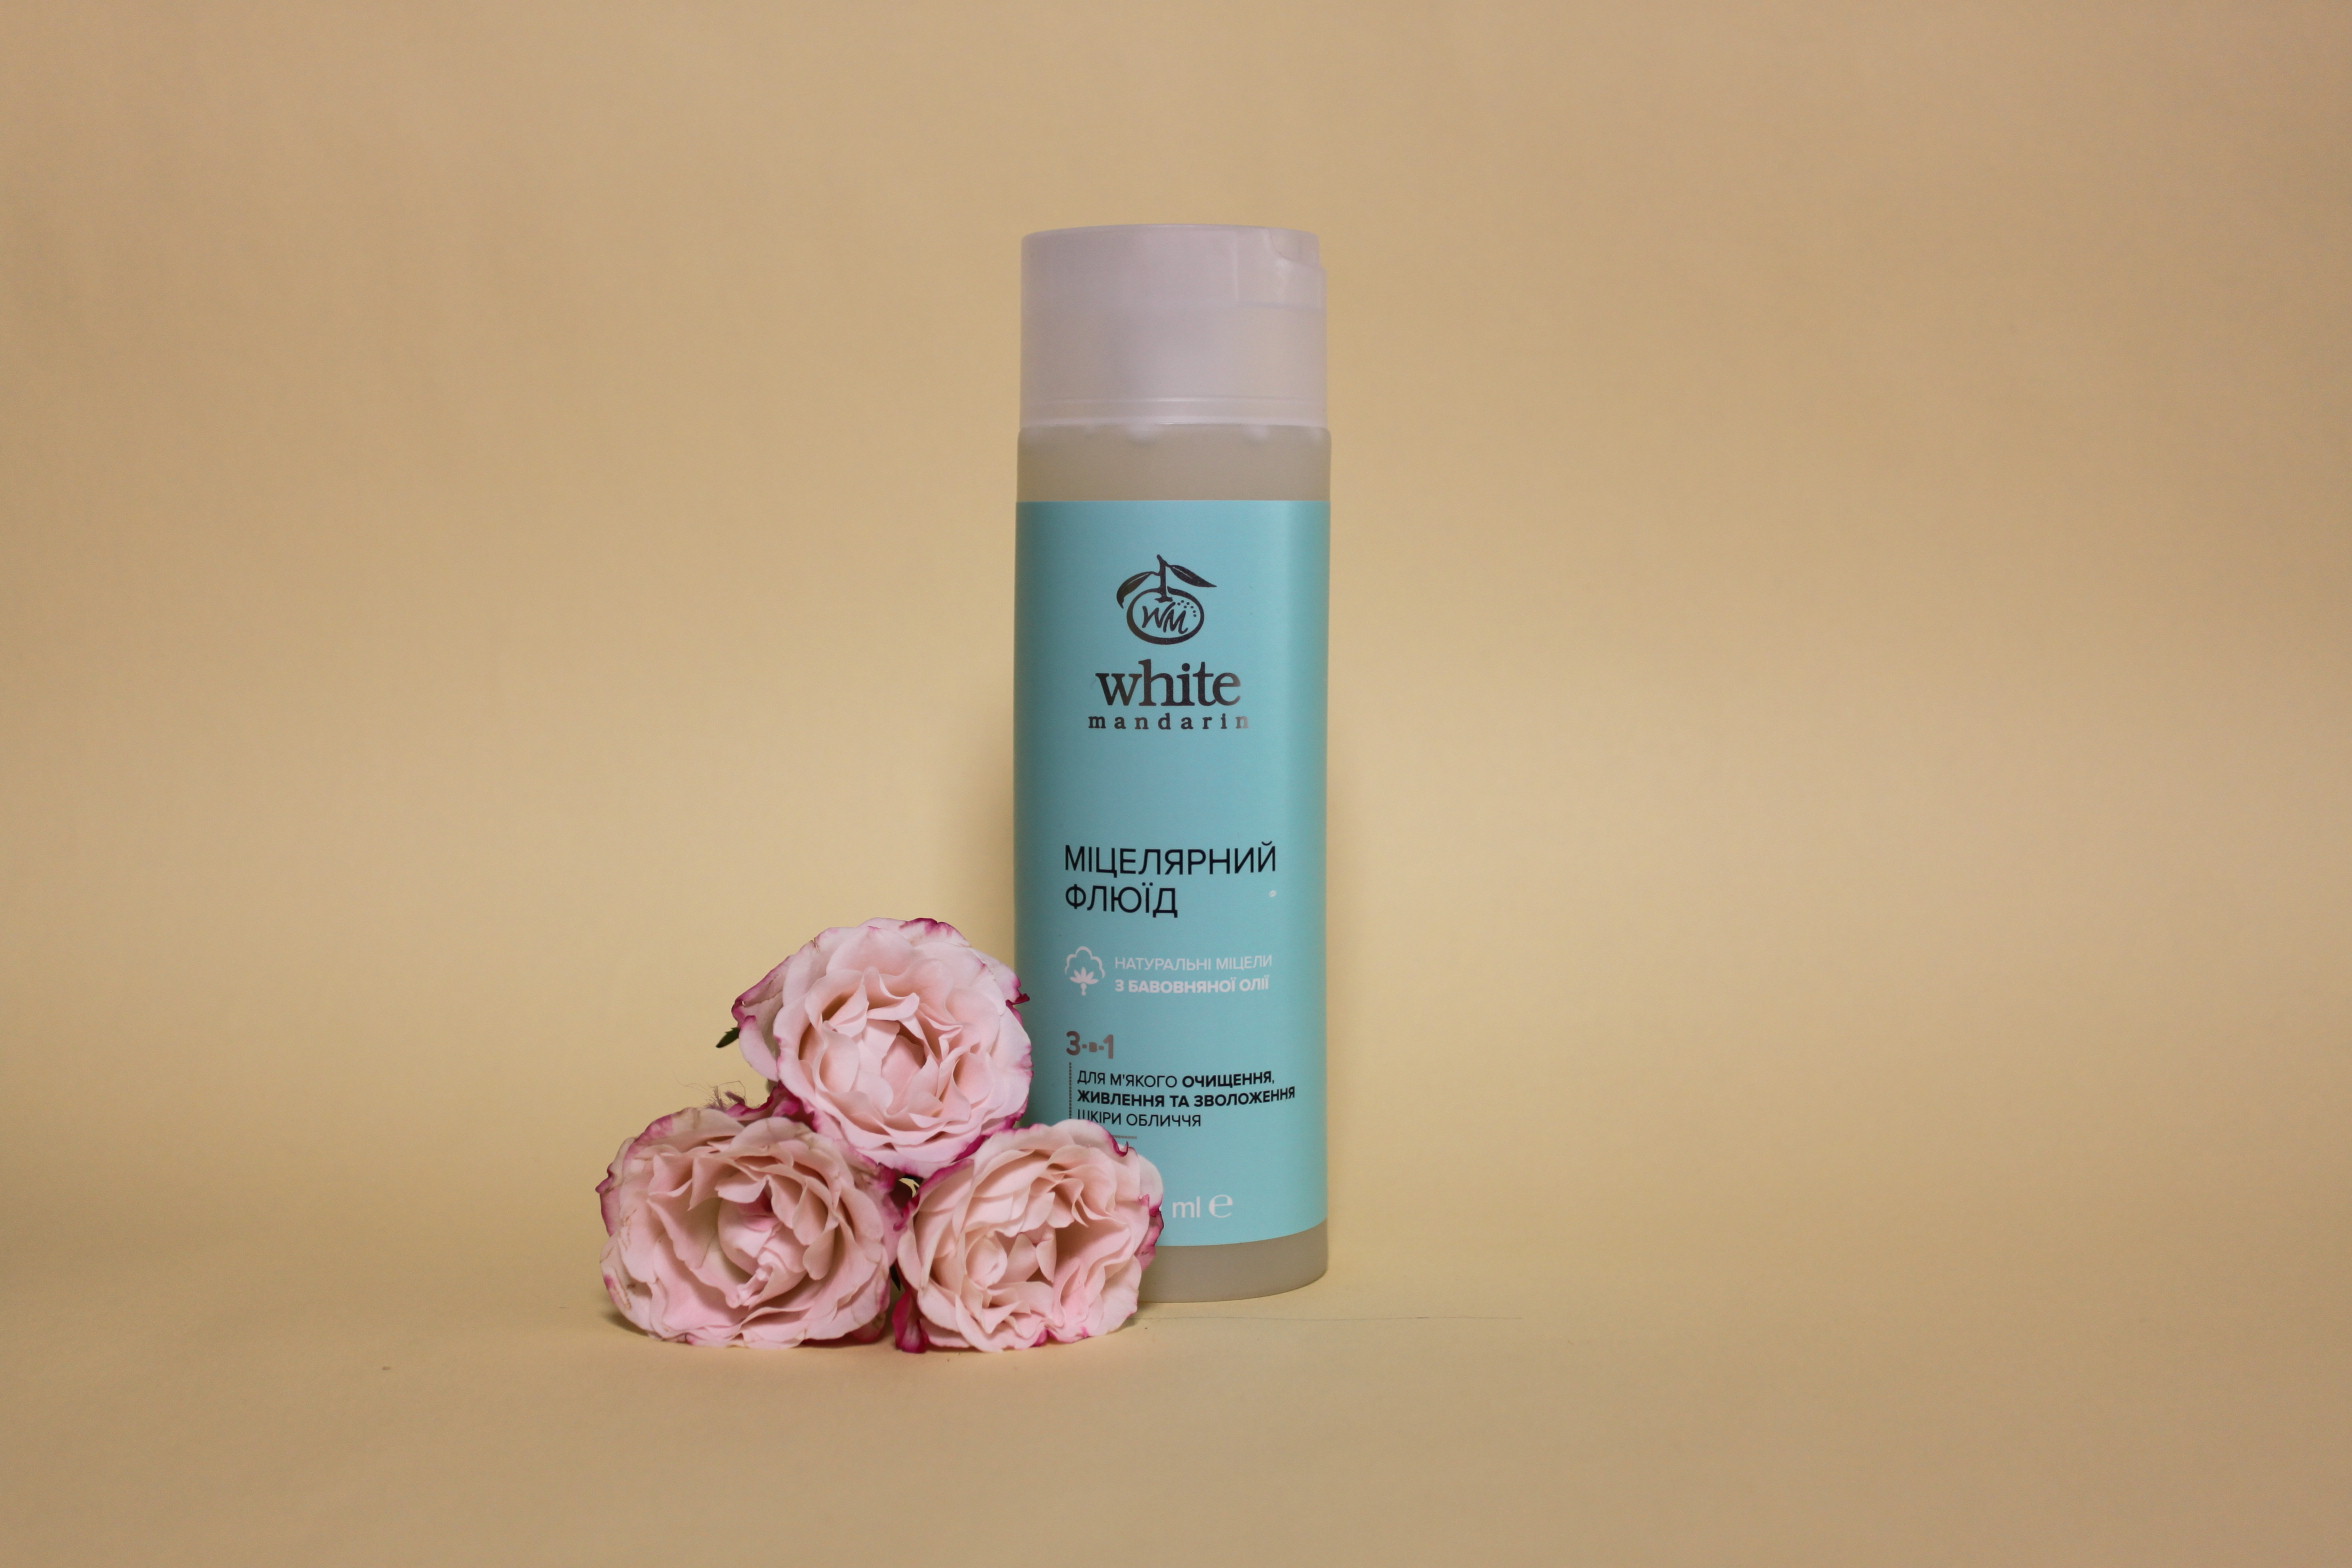 WM
white
mandarin
МІЦЕЛЯРНИЙ
ФЛЮЇД
НАТУРАЛЬНІ МІЦЕЛИ
З БАВОВНЯНОЇ ОЛІЇ
3-в-1
ДЛЯ М'ЯКОГО ОЧИЩЕННЯ,
ЖИВЛЕННЯ ТА ЗВОЛОЖЕННЯ
ШКІРИ ОБЛИЧЧЯ
ml ℮